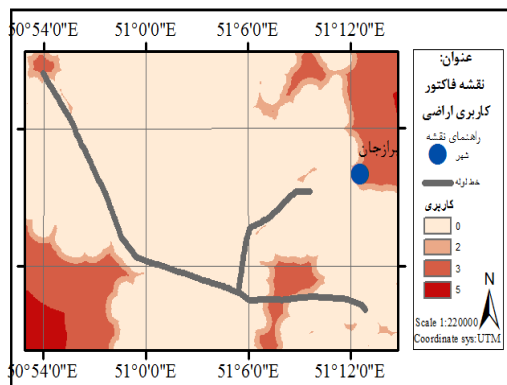 50°54'0"E 51°0'0"E 51°6'0"E 51°12'0"E
عنوان:
نقشه فاکتور
کاربری اراضی
راهنمای نقشه
شهر
خط لوله
کاربری
0
2
3
5
N
Scale 1:220000
Coordinate sys:UTM
برازجان
50°54'0"E 51°0'0"E 51°6'0"E 51°12'0"E